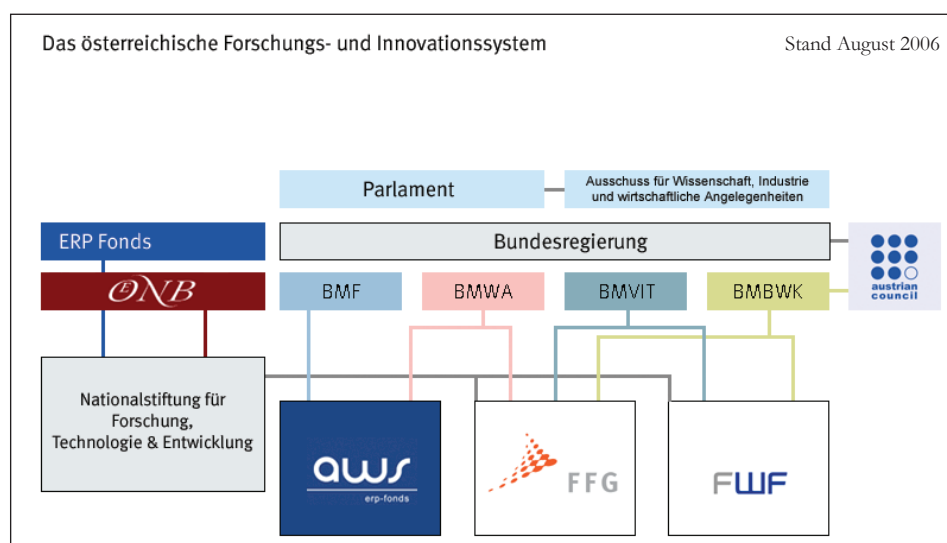 Das österreichische Forschungs- und Innovationssystem
Stand August 2006
Parlament
Ausschuss für Wissenschaft, Industrie
und wirtschaftliche Angelegenheiten
ERP Fonds
Bundesregierung
OENB
BMF
BMWA
BMVIT
BMBWK
austrian
council
Nationalstiftung für
Forschung,
Technologie & Entwicklung
aws
erp-fonds
FFG
FWF